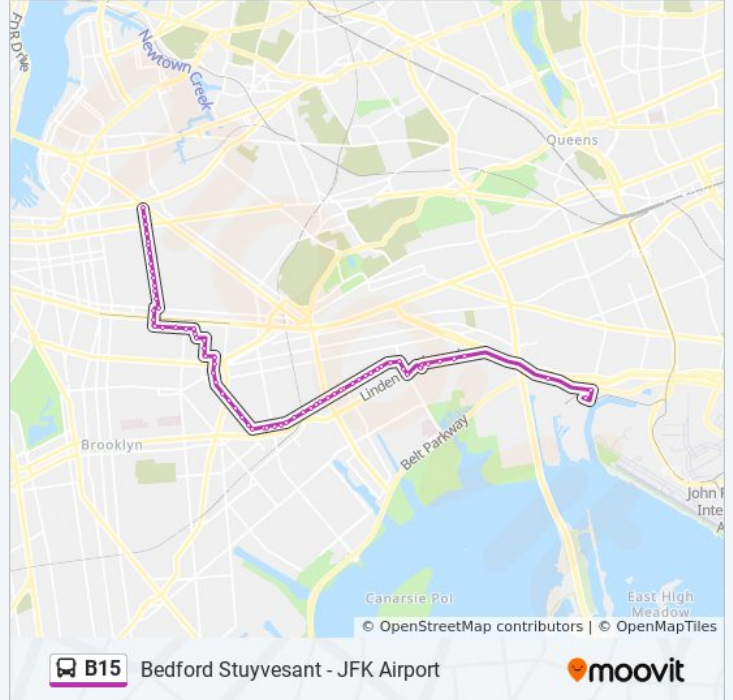 FDR Drive
Newtown
Creek
Queens
Linden
Brooklyn
Belt Parkway
John F
Inte
A
Canarsie Pol
East High
Meadow
© OpenStreetMap contributors | © OpenMapTiles
B15 Bedford Stuyvesant - JFK Airport
moovit